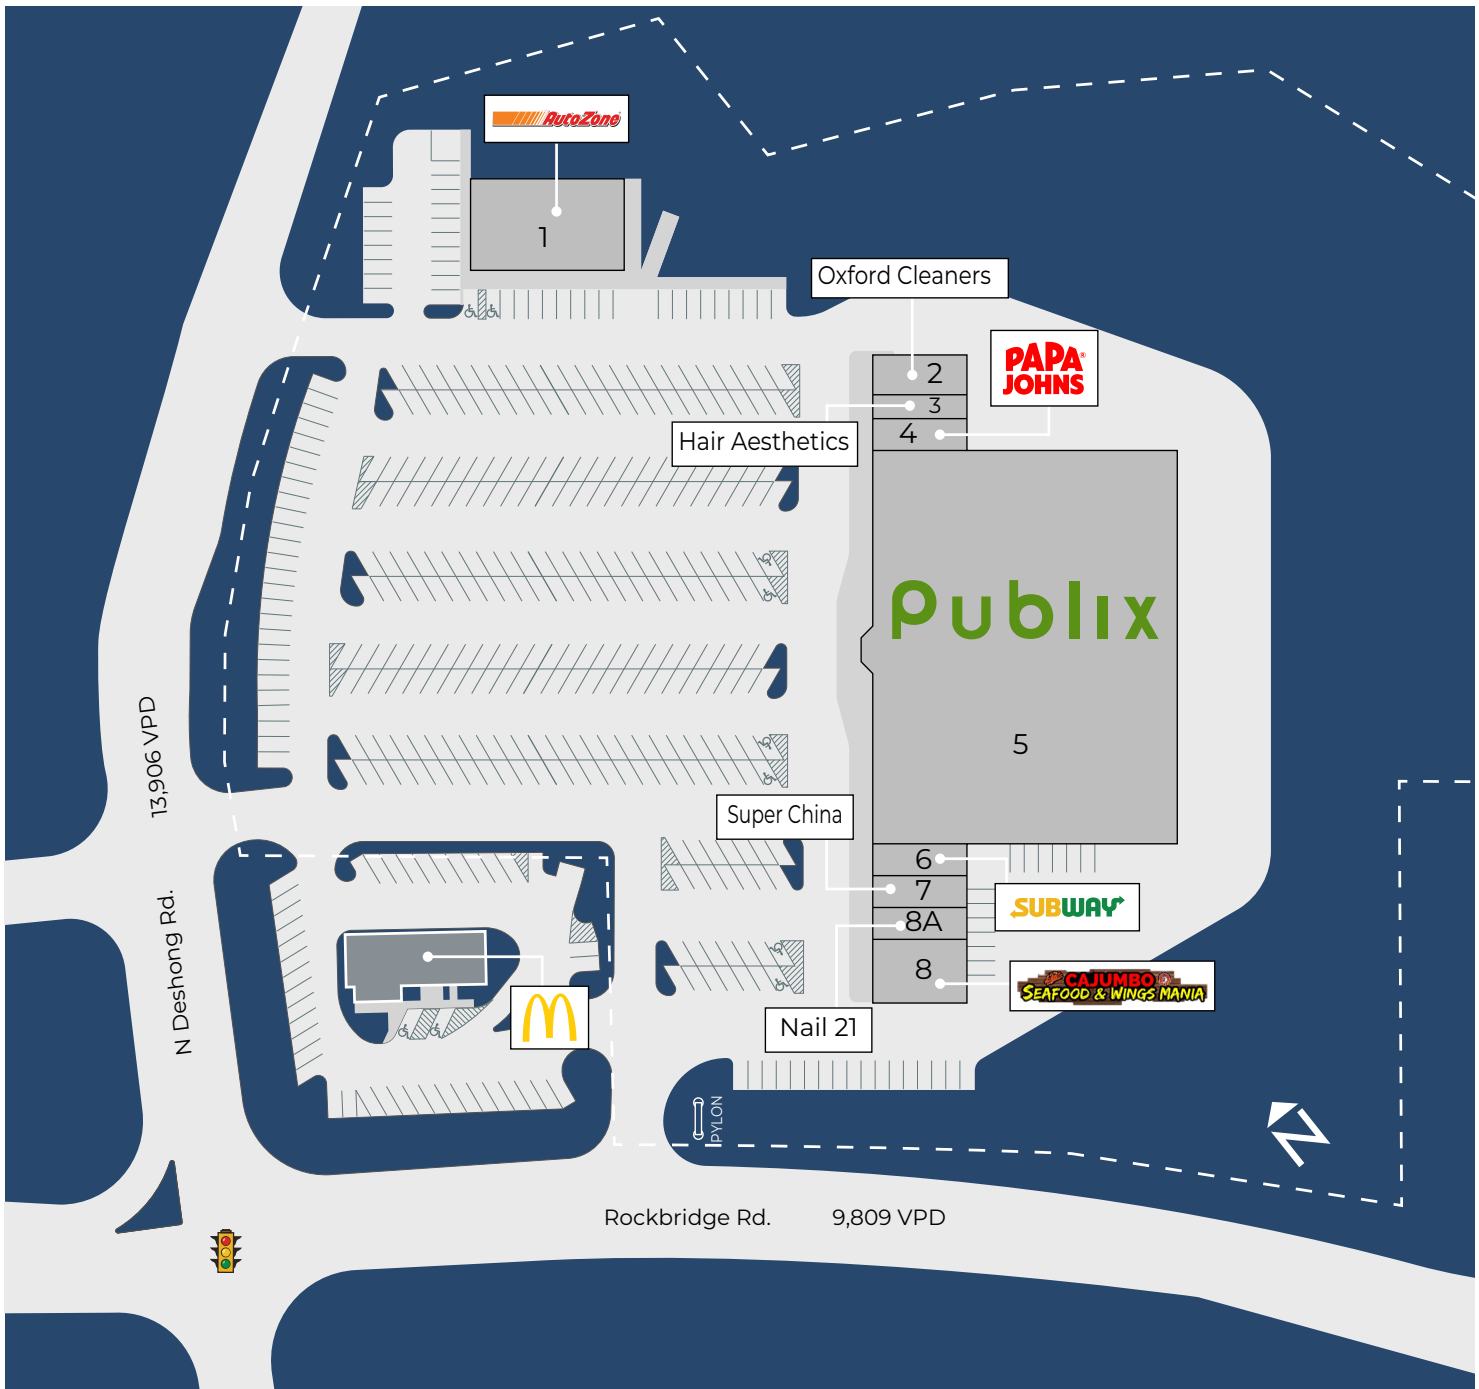 AutoZone
1
Oxford Cleaners
2
PAPA
JOHNS
3
Hair Aesthetics
4
Publix
5
13,906 VPD
Super China
6
7
SUBWAY
8A
N Deshong Rd.
8
CAJUMBO
SEAFOOD & WINGS MANIA
Nail 21
PYLON
N
Rockbridge Rd. 9,809 VPD